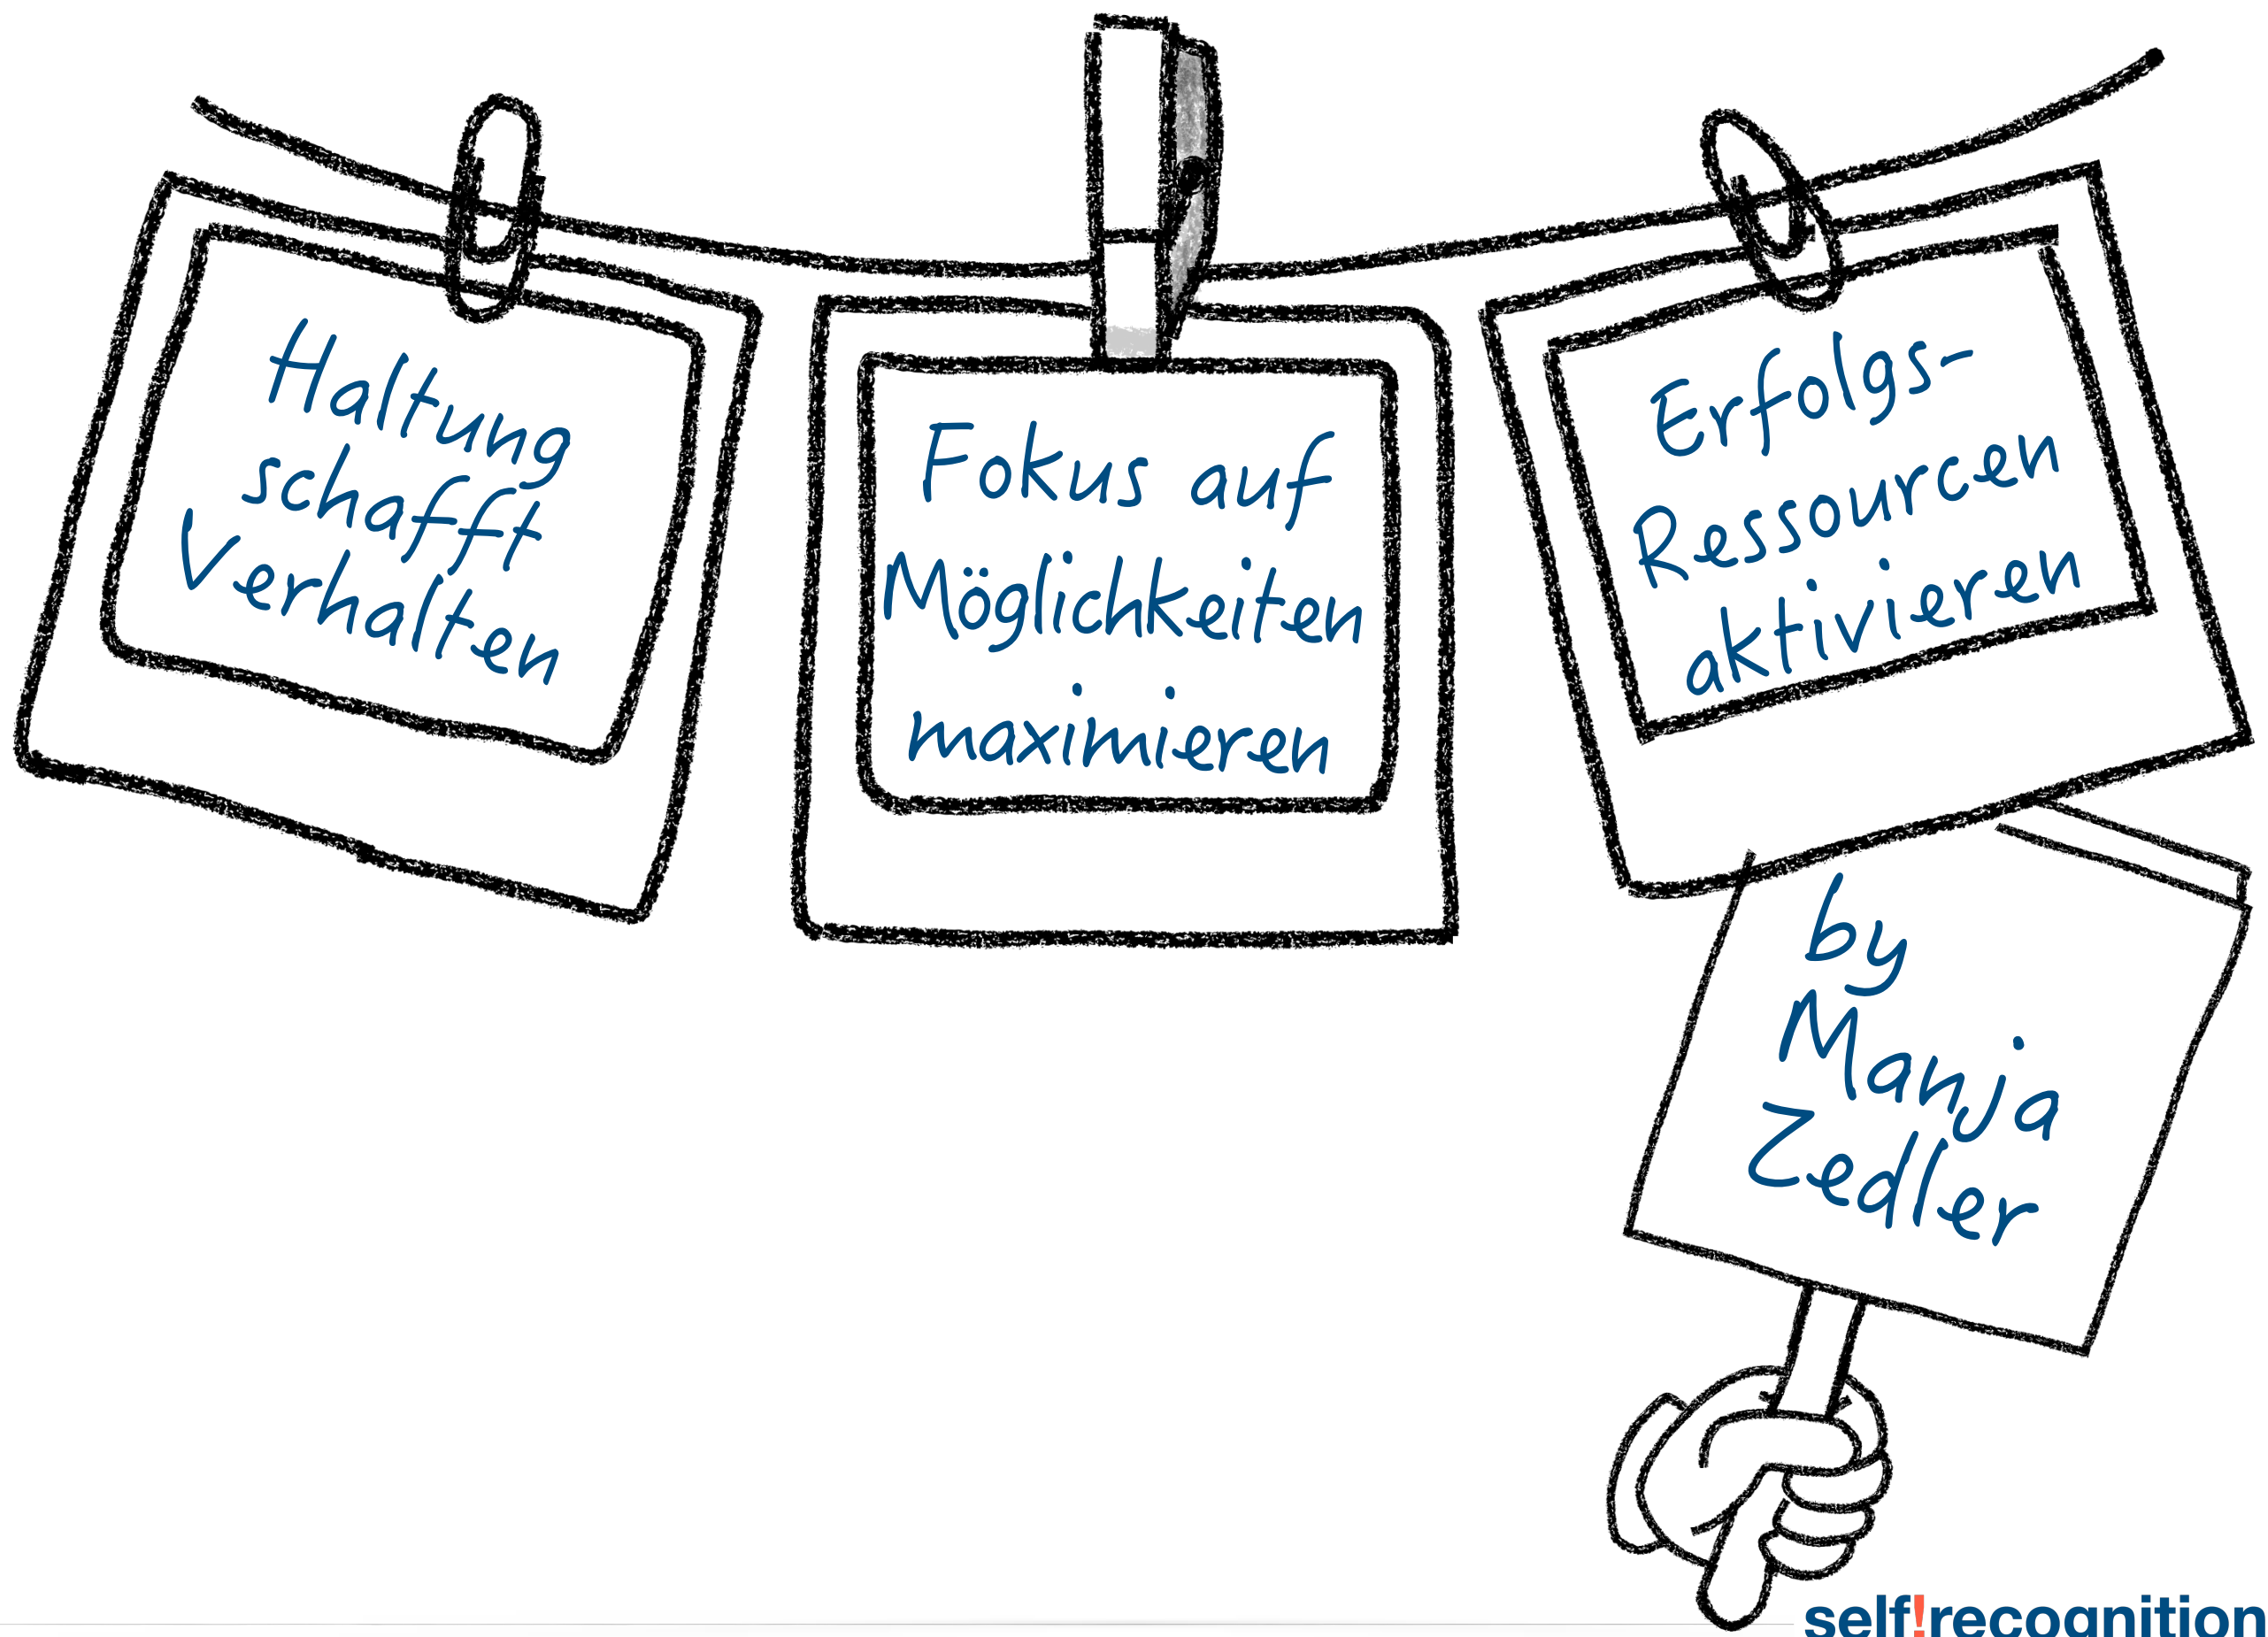 Haltung
schafft
Verhalten
Fokus auf
Möglichkeiten
maximieren
Erfolgs-
Ressourcen
aktivieren
by
Manja
Zedler
self!recognition